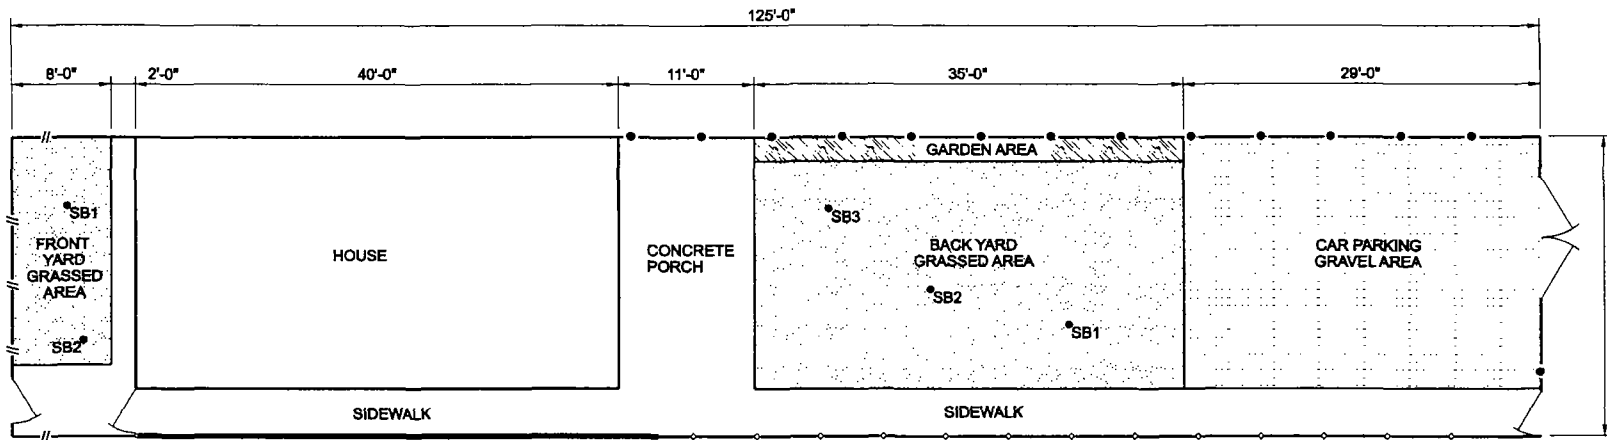 125'-0"
8'-0"
2'-0"
40'-0"
11'-0"
35'-0"
29'-0"
GARDEN AREA
SB1
SB3
FRONT
YARD
GRASSED
AREA
HOUSE
CONCRETE
PORCH
BACK YARD
GRASSED AREA
CAR PARKING
GRAVEL AREA
SB2
SB1
SB2
SIDEWALK
SIDEWALK